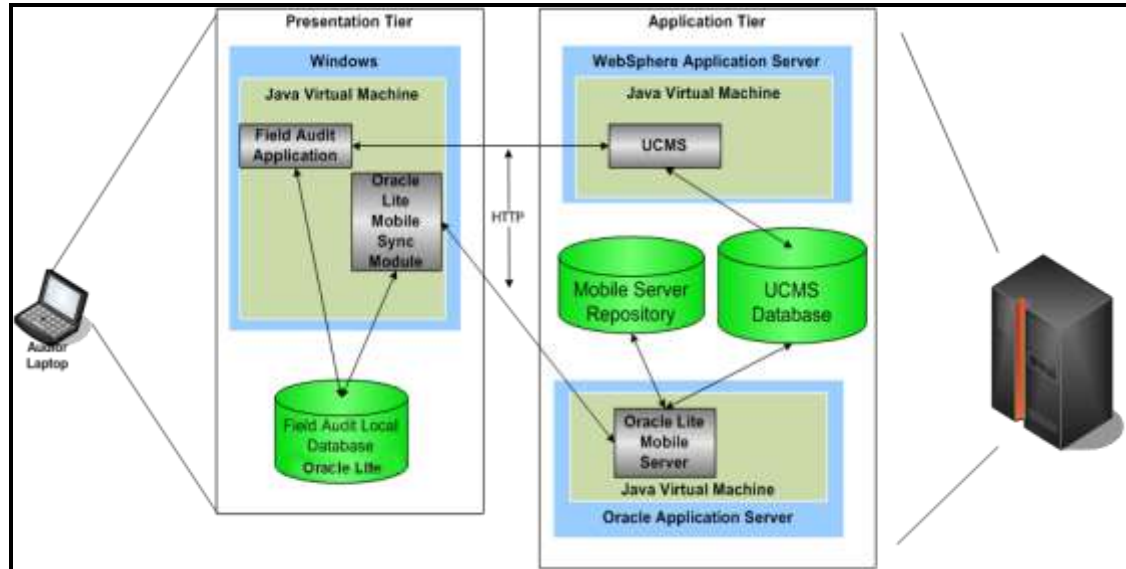 Presentation Tier
Windows
Java Virtual Machine
Field Audit
Application
Oracle
Lite
Mobile
Sync
Module
Field Audit Local
Database
Oracle Lite
Auditor
Laptop
HTTP
Application Tier
WebSphere Application Server
Java Virtual Machine
UCMS
Mobile Server
Repository
UCMS
Database
Oracle Lite
Mobile
Server
Java Virtual Machine
Oracle Application Server